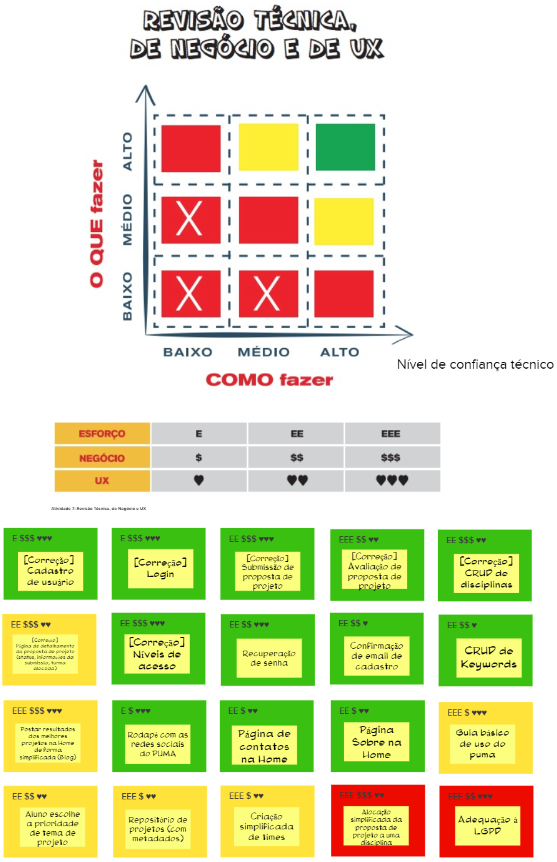 REVISÃO TÉCNICA,
DE NEGÓCIO E DE UX
O QUE fazer
ALTO
MÉDIO
BAIXO
X
X X
BAIXO MÉDIO ALTO
Nível de confiança técnico
COMO fazer
ESFORÇO E EE EEE
NEGÓCIO $ $$ $$$
UX ♥ ♥♥ ♥♥♥
Atividade 7: Revisão Técnica, de Negócio e UX
E $$$ ♥♥♥
[Correção]
Cadastro
de usuário
E $$$ ♥♥♥
[Correção]
Login
EE $$$ ♥♥♥
[Correção]
Submissão de
proposta de
projeto
EEE $$ ♥♥
[Correção]
Avaliação de
proposta de
projeto
EE $$$ ♥♥
[Correção]
CRUD de
disciplinas
EE $$$ ♥♥
[Correção]
Página de detalhamento
da proposta de projeto
(status, informações da
submissão, turma
alocada)
EE $$$ ♥♥♥
[Correção]
Níveis de
acesso
EE $$ ♥♥♥
Recuperação
de senha
EE $$ ♥
Confirmação
de email de
cadastro
EE $$ ♥
CRUD de
Keywords
EEE $$$ ♥♥
Postar resultados
dos melhores
projetos na Home
de Forma
simplificada (Blog)
E $ ♥♥♥
Rodapé com as
redes sociais
do PUMA
EE $ ♥♥
Página de
contatos
na Home
EE $ ♥♥
Página
Sobre na
Home
EEE $ ♥♥♥
Guia básico
de uso do
puma
EE $$ ♥♥
Aluno escolhe
a prioridade
de tema de
projeto
EEE $ ♥♥
Repositório de
projetos (com
metadados)
EEE $ ♥♥
Criação
simplificada
de times
EEE $$$ ♥♥
Alocação
simplificada da
proposta de
projeto a uma
disciplina
EEE $$ ♥♥
Adequação à
LGPD